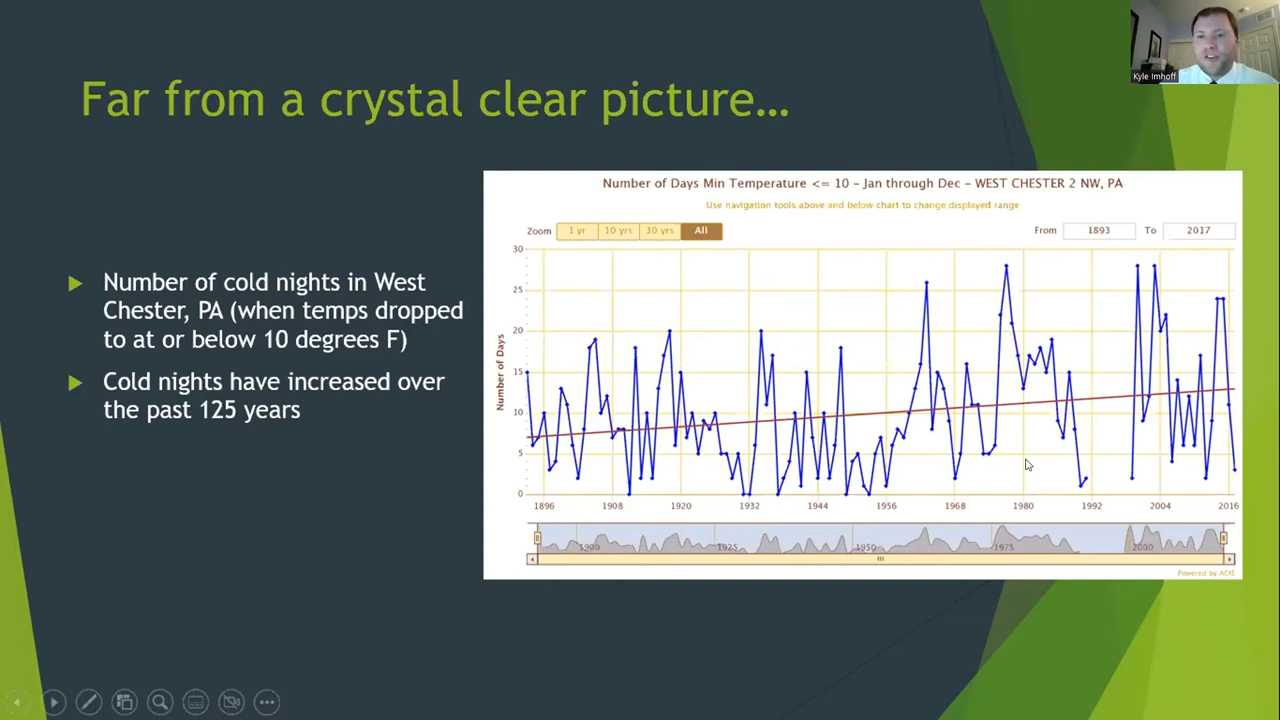 Kyle Imhoff
Far from a crystal clear picture...
Number of cold nights in West
Chester, PA (when temps dropped
to at or below 10 degrees F)
Cold nights have increased over
the past 125 years
Number of Days Min Temperature <= 10 - Jan through Dec - WEST CHESTER 2 NW, PA
Use navigation tools above and below chart to change displayed range
Zoom 1 yr 10 yrs 30 yrs All From 1893 To 2017
Number of Days
30
25
20
15
10
5
0
1896 1908 1920 1932 1944 1956 1968 1980 1992 2004 2016
1900 1925 1950 1975 2000
Powered by ACIS